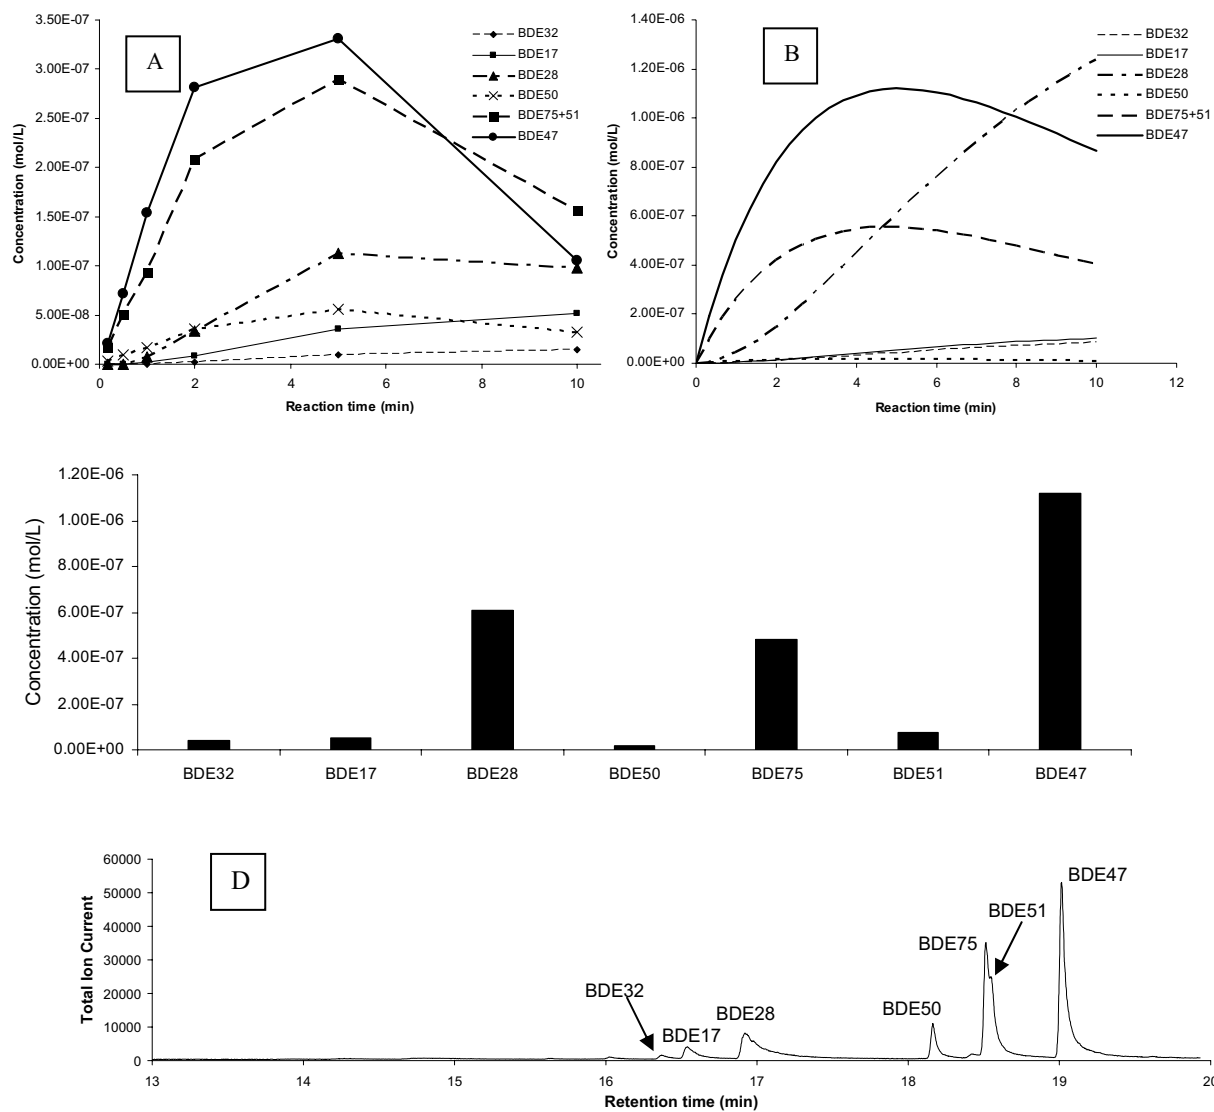 A
3.50E-07
3.00E-07
2.50E-07
2.00E-07
1.50E-07
1.00E-07
5.00E-08
0.00E+00
Concentration (mol/L)
0 2 4 6 8 10
Reaction time (min)
BDE32
BDE17
BDE28
BDE50
BDE75+51
BDE47
B
1.40E-06
1.20E-06
1.00E-06
8.00E-07
6.00E-07
4.00E-07
2.00E-07
0.00E+00
Concentration (mol/L)
0 2 4 6 8 10 12
Reaction time (min)
BDE32
BDE17
BDE28
BDE50
BDE75+51
BDE47
1.20E-06
1.00E-06
8.00E-07
6.00E-07
4.00E-07
2.00E-07
0.00E+00
Concentration (mol/L)
BDE32 BDE17 BDE28 BDE50 BDE75 BDE51 BDE47
D
60000
50000
40000
30000
20000
10000
0
Total Ion Current
BDE32
BDE17
BDE28
BDE50
BDE75
BDE51
BDE47
13 14 15 16 17 18 19 20
Retention time (min)